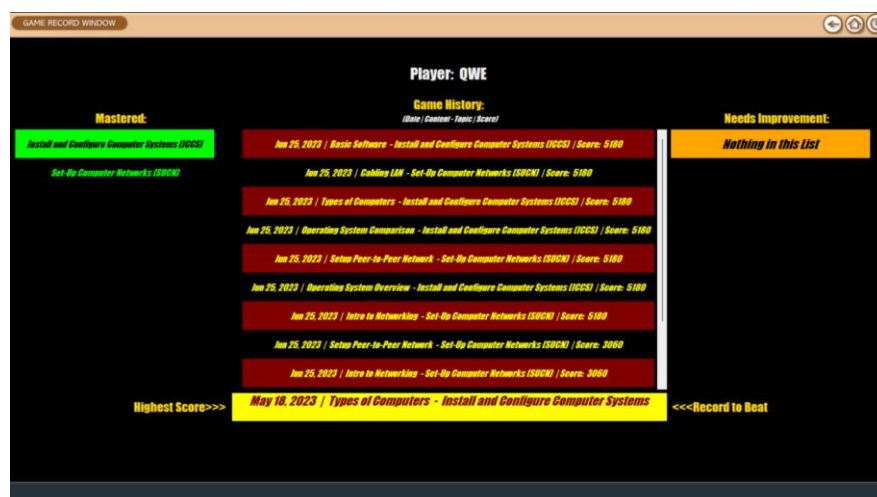 GAME RECORD WINDOW
Player: QWE
Mastered:
Install and Configure Computer Systems (ICCS)
Set-Up Computer Networks (SUCN)
Game History:
(Date | Content - Topic | Score)
Jun 25, 2023 | Basic Software - Install and Configure Computer Systems (ICCS) | Score: 5180
Jun 25, 2023 | Cabling LAN - Set-Up Computer Networks (SUCN) | Score: 5180
Jun 25, 2023 | Types of Computers - Install and Configure Computer Systems (ICCS) | Score: 5180
Jun 25, 2023 | Operating System Comparison - Install and Configure Computer Systems (ICCS) | Score: 5180
Jun 25, 2023 | Setup Peer-to-Peer Network - Set-Up Computer Networks (SUCN) | Score: 5180
Jun 25, 2023 | Operating System Overview - Install and Configure Computer Systems (ICCS) | Score: 5180
Jun 25, 2023 | Intro to Networking - Set-Up Computer Networks (SUCN) | Score: 5180
Jun 25, 2023 | Setup Peer-to-Peer Network - Set-Up Computer Networks (SUCN) | Score: 3060
Jun 25, 2023 | Intro to Networking - Set-Up Computer Networks (SUCN) | Score: 3060
Needs Improvement:
Nothing in this List
Highest Score>>>
May 18, 2023 | Types of Computers - Install and Configure Computer Systems
<<<Record to Beat